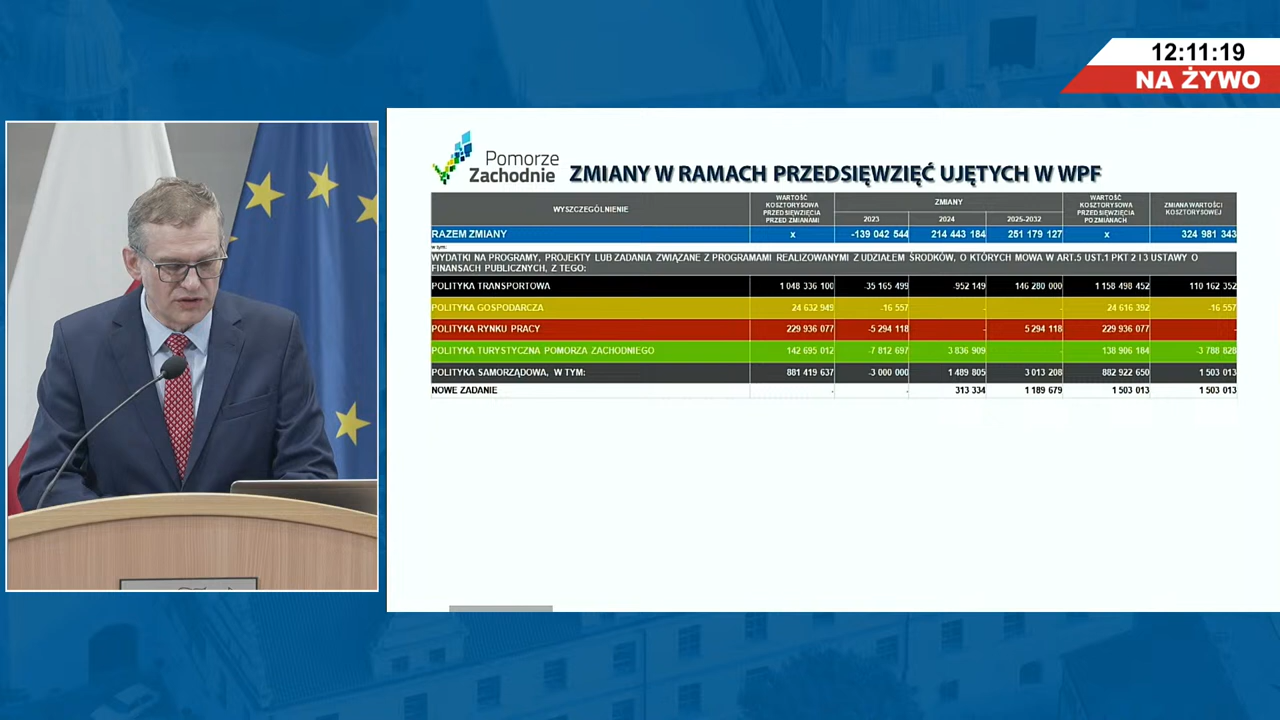 12:11:19
NA ŻYWO
Pomorze
Zachodnie
ZMIANY W RAMACH PRZEDSIĘWZIĘĆ UJĘTYCH W WPF
WYSZCZEGÓLNIENIE
WARTOŚĆ
KOSZTORYSOWA
PRZEDSIĘWZIĘCIA
PRZED ZMIANAMI
ZMIANY
2023 2024 2025-2032
WARTOŚĆ
KOSZTORYSOWA
PRZEDSIĘWZIĘCIA
PO ZMIANACH
ZMIANA WARTOŚCI
KOSZTORYSOWEJ
RAZEM ZMIANY x -139 042 544 214 443 184 251 179 127 x 324 981 343
w tym:
WYDATKI NA PROGRAMY, PROJEKTY LUB ZADANIA ZWIĄZANE Z PROGRAMAMI REALIZOWANYMI Z UDZIAŁEM ŚRODKÓW, O KTÓRYCH MOWA W ART.5 UST.1 PKT 2 I 3 USTAWY O
FINANSACH PUBLICZNYCH, Z TEGO:
POLITYKA TRANSPORTOWA 1 048 336 100 -35 165 499 -952 149 146 280 000 1 158 498 452 110 162 352
POLITYKA GOSPODARCZA 24 632 949 -16 557 - - 24 616 392 -16 557
POLITYKA RYNKU PRACY 229 936 077 -5 294 118 - 5 294 118 229 936 077 -
POLITYKA TURYSTYCZNA POMORZA ZACHODNIEGO 142 695 012 -7 812 697 3 836 909 - 138 906 184 -3 788 828
POLITYKA SAMORZĄDOWA, W TYM: 881 419 637 -3 000 000 1 489 805 3 013 208 882 922 650 1 503 013
NOWE ZADANIE - - 313 334 1 189 679 1 503 013 1 503 013